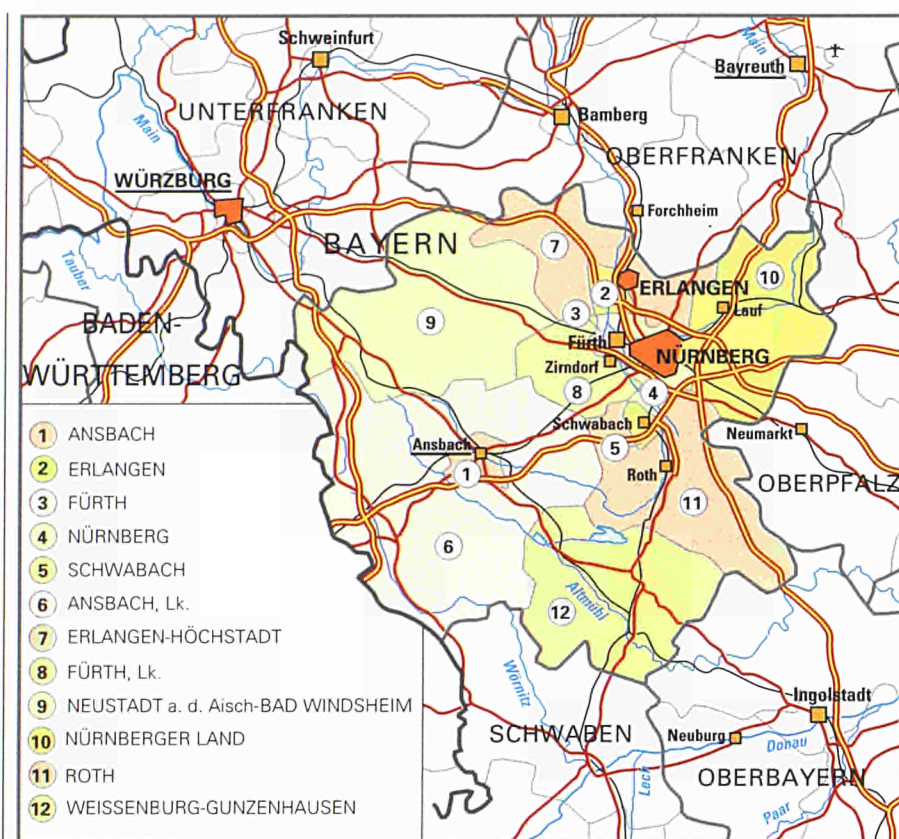 Schweinfurt
Main
Bayreuth
UNTERFRANKEN
Bamberg
Main
OBERFRANKEN
WÜRZBURG
Forchheim
BAYERN
7
10
Tauber
2
ERLANGEN
3
Lauf
9
BADEN-
WÜRTTEMBERG
Fürth
NÜRNBERG
Zirndorf
8
4
Schwabach
Neumarkt
Ansbach
5
1
Roth
OBERPFALZ
11
6
Altmühl
12
Wörnitz
Ingolstadt
SCHWABEN
Neuburg
Donau
Lech
OBERBAYERN
Paar
1 ANSBACH
2 ERLANGEN
3 FÜRTH
4 NÜRNBERG
5 SCHWABACH
6 ANSBACH, Lk.
7 ERLANGEN-HÖCHSTADT
8 FÜRTH, Lk.
9 NEUSTADT a. d. Aisch-BAD WINDSHEIM
10 NÜRNBERGER LAND
11 ROTH
12 WEISSENBURG-GUNZENHAUSEN